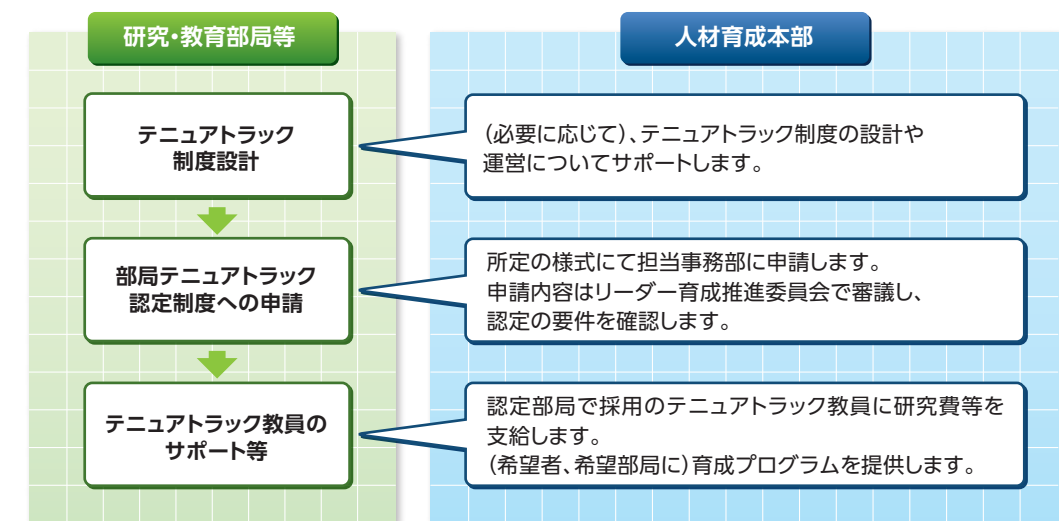 研究・教育部局等
人材育成本部
テニュアトラック
制度設計
（必要に応じて）、テニュアトラック制度の設計や
運営についてサポートします。
部局テニュアトラック
認定制度への申請
所定の様式にて担当事務部に申請します。
申請内容はリーダー育成推進委員会で審議し、
認定の要件を確認します。
テニュアトラック教員の
サポート等
認定部局で採用のテニュアトラック教員に研究費等を
支給します。
（希望者、希望部局に）育成プログラムを提供します。